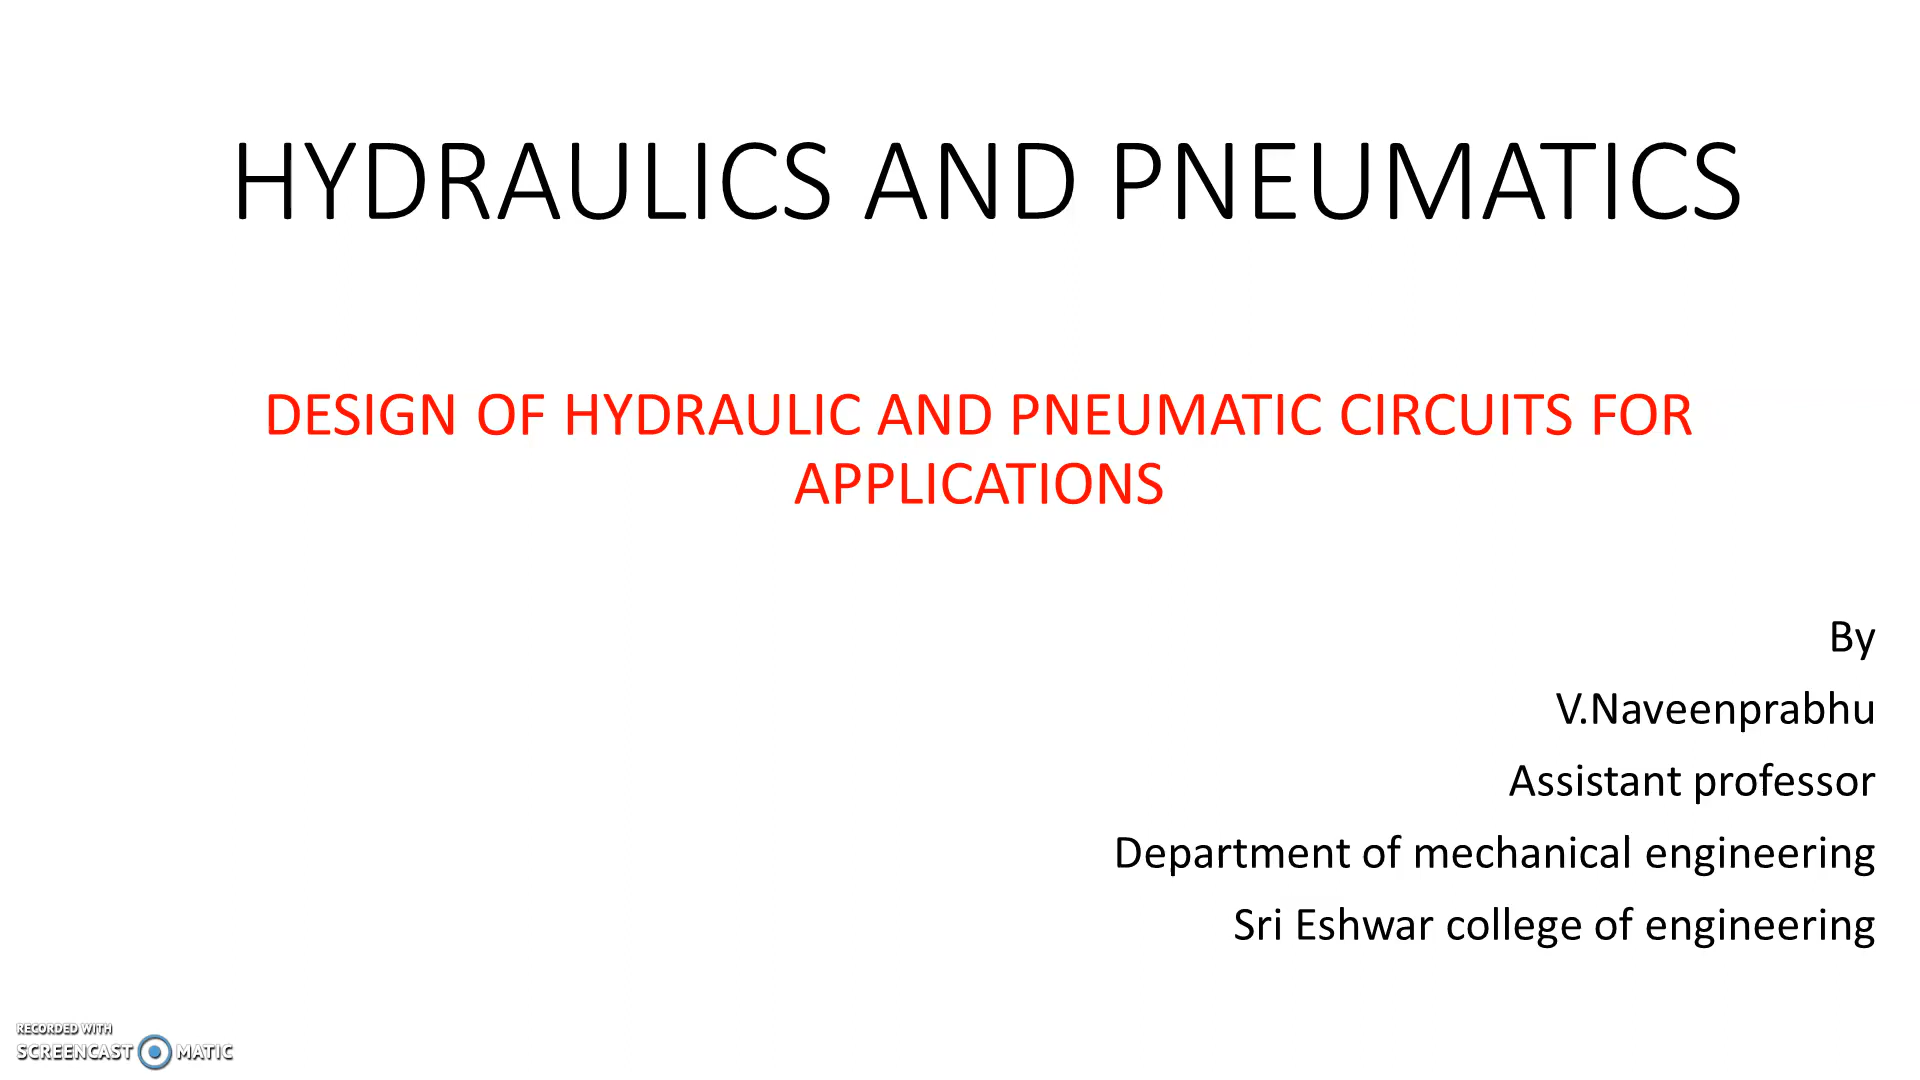 HYDRAULICS AND PNEUMATICS
DESIGN OF HYDRAULIC AND PNEUMATIC CIRCUITS FOR
APPLICATIONS
By
V.Naveenprabhu
Assistant professor
Department of mechanical engineering
Sri Eshwar college of engineering
RECORDED WITH
SCREENCAST MATIC